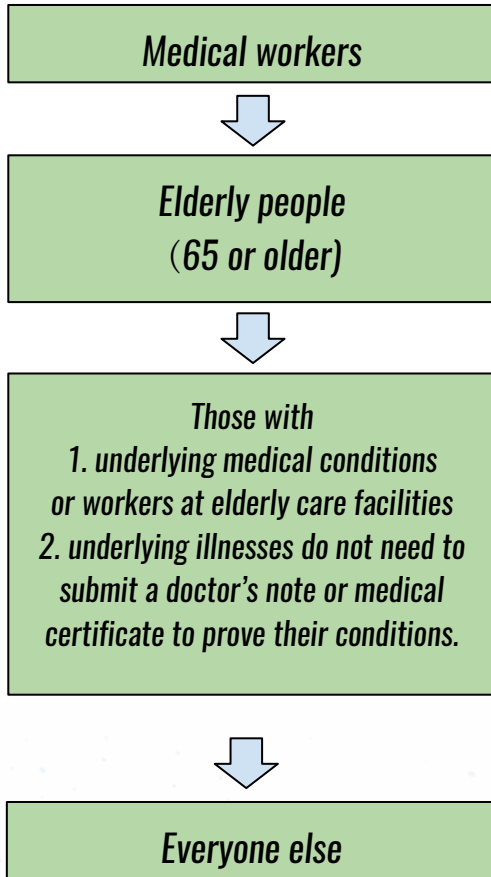 Medical workers
Elderly people
（65 or older)
Those with
1. underlying medical conditions
or workers at elderly care facilities
2. underlying illnesses do not need to
submit a doctor’s note or medical
certificate to prove their conditions.
Everyone else